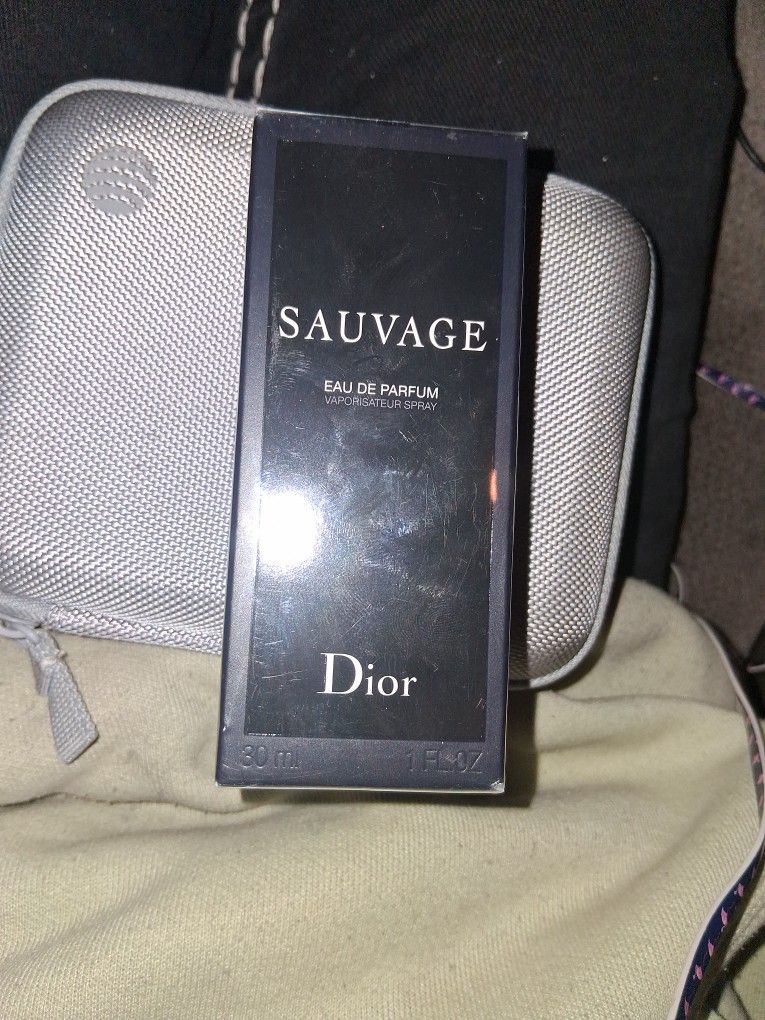 SAUVAGE
EAU DE PARFUM
VAPORISATEUR SPRAY
Dior
30 ml 1 FL.OZ